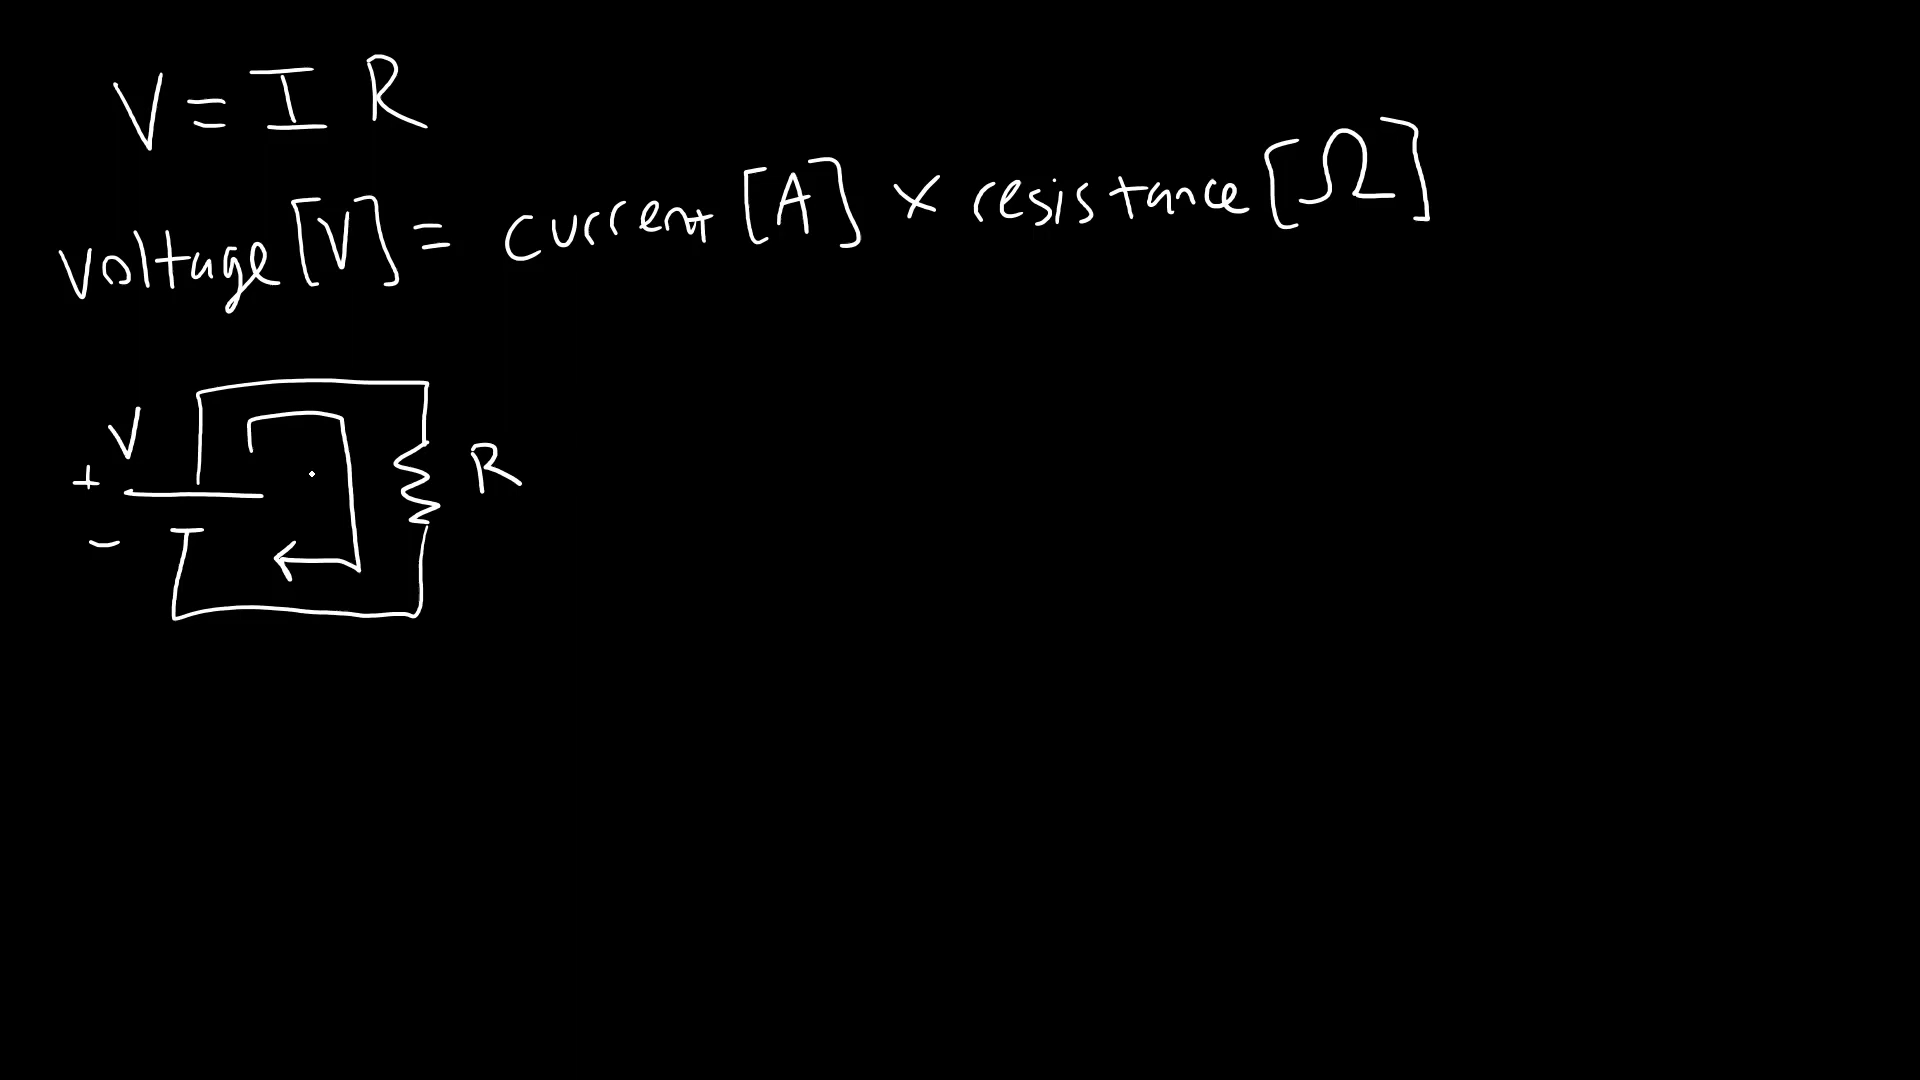 V = I R
voltage [V] = current [A] × resistance [Ω]
V
+
R
-